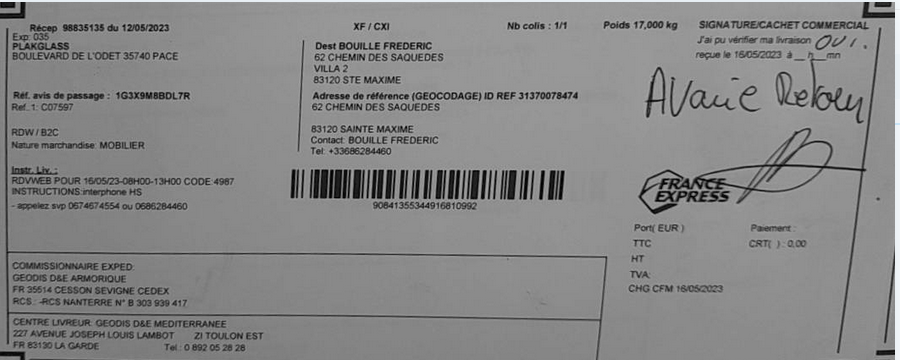 Récep 98835135 du 12/05/2023
Exp: 035
PLAKGLASS
BOULEVARD DE L'ODET 35740 PACE
Réf. avis de passage : 1G3X9M8BDL7R
Ref. 1: C07597
RDW / B2C
Nature marchandise: MOBILIER
Instr. Liv. :
RDVWEB POUR 16/05/23-08H00-13H00 CODE:4987
INSTRUCTIONS:interphone HS
- appelez svp 0674674554 ou 0686284460
XF / CXI
Nb colis : 1/1
Poids 17,000 kg
Dest BOUILLE FREDERIC
62 CHEMIN DES SAQUEDES
VILLA 2
83120 STE MAXIME
Adresse de référence (GEOCODAGE) ID REF 31370078474
62 CHEMIN DES SAQUEDES
83120 SAINTE MAXIME
Contact: BOUILLE FREDERIC
Tel: +33686284460
90841355344916810992
SIGNATURE/CACHET COMMERCIAL
J'ai pu vérifier ma livraison OUI.
reçue le 16/05/2023 à__h__mn
AVarie Retour
FRANCE
EXPRESS
Port( EUR )
Paiement :
TTC
CRT( ) : 0,00
HT
TVA:
CHG CFM 16/05/2023
COMMISSIONNAIRE EXPED:
GEODIS D&E ARMORIQUE
FR 35514 CESSON SEVIGNE CEDEX
RCS : -RCS NANTERRE N° B 303 939 417
CENTRE LIVREUR: GEODIS D&E MEDITERRANEE
227 AVENUE JOSEPH LOUIS LAMBOT ZI TOULON EST
FR 83130 LA GARDE Tel : 0 892 05 28 28